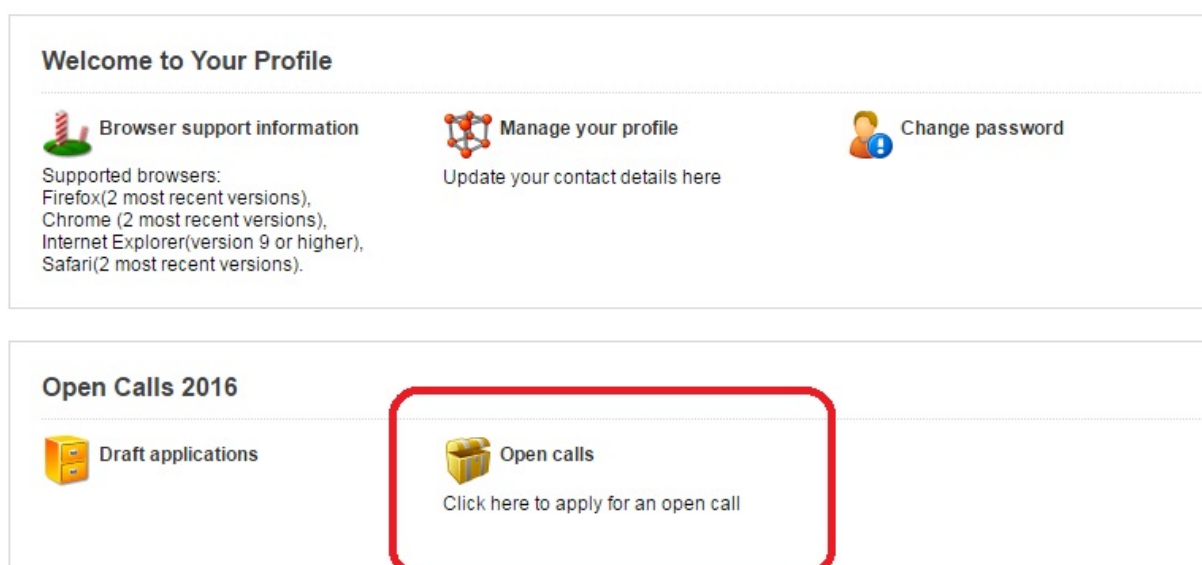 Welcome to Your Profile
Browser support information
Supported browsers:
Firefox(2 most recent versions),
Chrome (2 most recent versions),
Internet Explorer(version 9 or higher),
Safari(2 most recent versions).
Manage your profile
Update your contact details here
Change password
Open Calls 2016
Draft applications
Open calls
Click here to apply for an open call